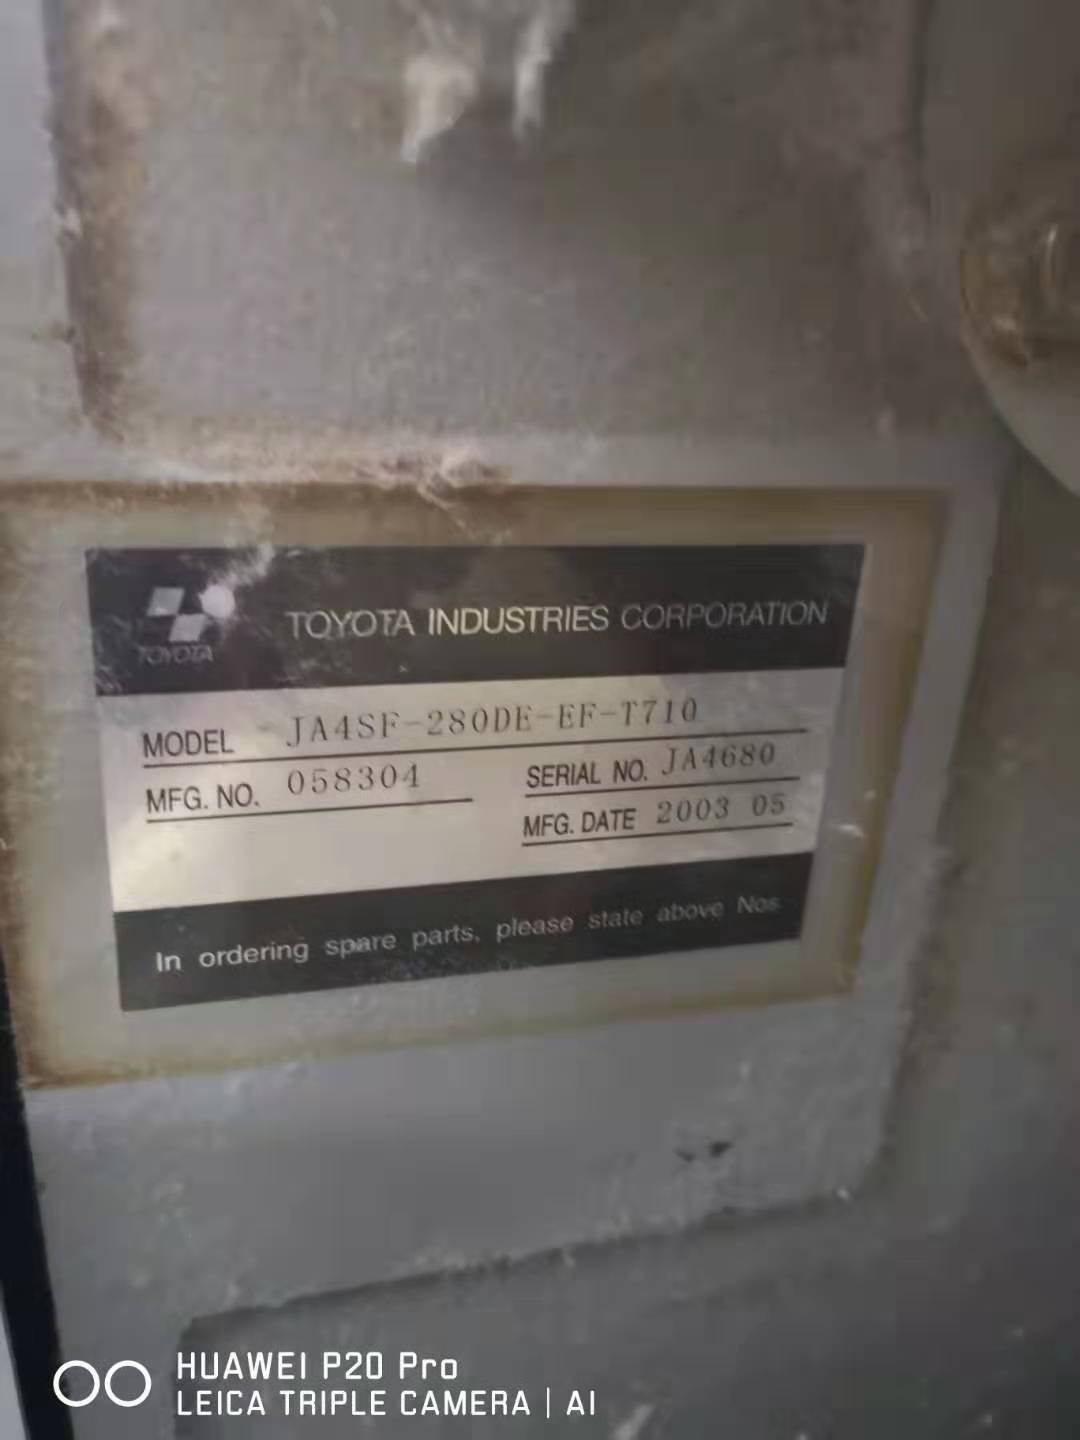 TOYOTA
TOYOTA INDUSTRIES CORPORATION
MODEL JA4SF-280DE-EF-T710
MFG. NO. 058304
SERIAL NO. JA4680
MFG. DATE 2003 05
In ordering spare parts, please state above Nos
HUAWEI P20 Pro
LEICA TRIPLE CAMERA | AI